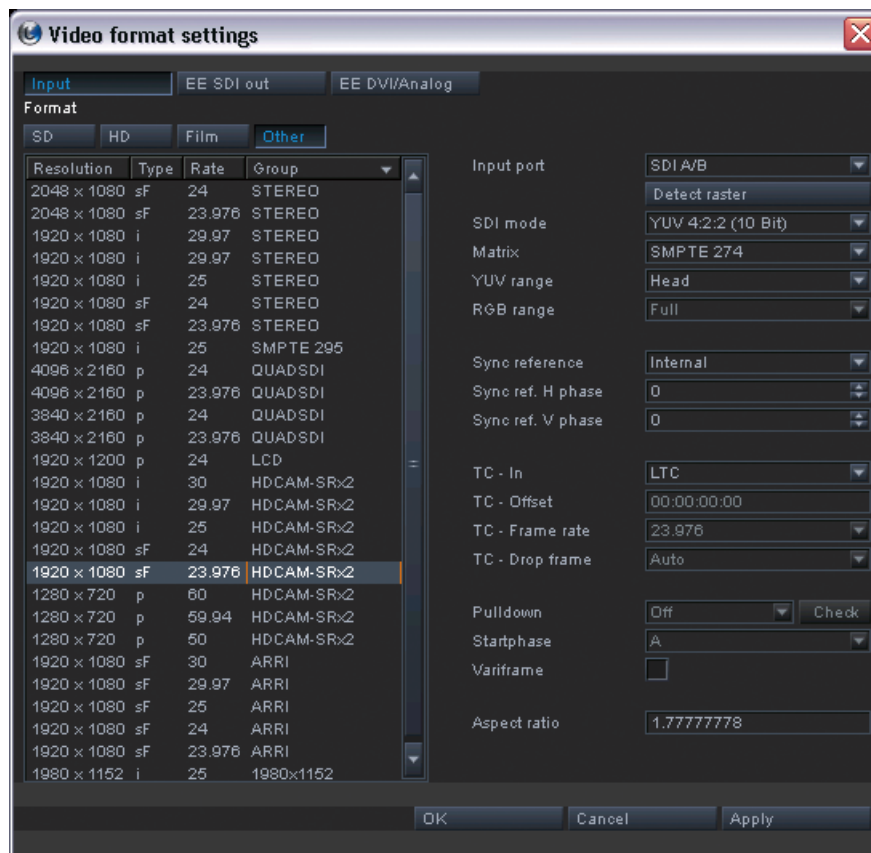 Video format settings
Input EE SDI out EE DVI/Analog
Format
SD HD Film Other
Resolution Type Rate Group
2048 x 1080 sF 24 STEREO
2048 x 1080 sF 23.976 STEREO
1920 x 1080 i 29.97 STEREO
1920 x 1080 i 29.97 STEREO
1920 x 1080 i 25 STEREO
1920 x 1080 sF 24 STEREO
1920 x 1080 sF 23.976 STEREO
1920 x 1080 i 25 SMPTE 295
4096 x 2160 p 24 QUADSDI
4096 x 2160 p 23.976 QUADSDI
3840 x 2160 p 24 QUADSDI
3840 x 2160 p 23.976 QUADSDI
1920 x 1200 p 24 LCD
1920 x 1080 i 30 HDCAM-SRx2
1920 x 1080 i 29.97 HDCAM-SRx2
1920 x 1080 i 25 HDCAM-SRx2
1920 x 1080 sF 24 HDCAM-SRx2
1920 x 1080 sF 23.976 HDCAM-SRx2
1280 x 720 p 60 HDCAM-SRx2
1280 x 720 p 59.94 HDCAM-SRx2
1280 x 720 p 50 HDCAM-SRx2
1920 x 1080 sF 30 ARRI
1920 x 1080 sF 29.97 ARRI
1920 x 1080 sF 25 ARRI
1920 x 1080 sF 24 ARRI
1920 x 1080 sF 23.976 ARRI
1980 x 1152 i 25 1980x1152
Input port SDI A/B
Detect raster
SDI mode YUV 4:2:2 (10 Bit)
Matrix SMPTE 274
YUV range Head
RGB range Full
Sync reference Internal
Sync ref. H phase 0
Sync ref. V phase 0
TC - In LTC
TC - Offset 00:00:00:00
TC - Frame rate 23.976
TC - Drop frame Auto
Pulldown Off Check
Startphase A
Variframe
Aspect ratio 1.77777778
OK Cancel Apply